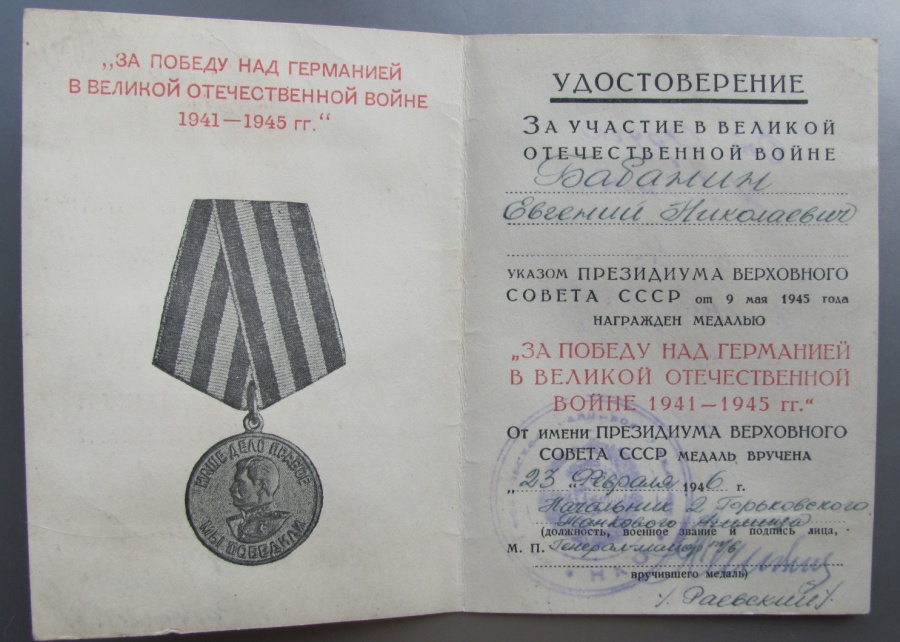 „ЗА ПОБЕДУ НАД ГЕРМАНИЕЙ
В ВЕЛИКОЙ ОТЕЧЕСТВЕННОЙ ВОЙНЕ
1941—1945 гг.“
НАШЕ ДЕЛО ПРАВОЕ
МЫ ПОБЕДИЛИ
УДОСТОВЕРЕНИЕ
ЗА УЧАСТИЕ В ВЕЛИКОЙ
ОТЕЧЕСТВЕННОЙ ВОЙНЕ
Бабанин
Евгений Николаевич
УКАЗОМ ПРЕЗИДИУМА ВЕРХОВНОГО
СОВЕТА СССР от 9 мая 1945 года
НАГРАЖДЕН МЕДАЛЬЮ
„ЗА ПОБЕДУ НАД ГЕРМАНИЕЙ
В ВЕЛИКОЙ ОТЕЧЕСТВЕННОЙ
ВОЙНЕ 1941—1945 гг.“
От имени ПРЕЗИДИУМА ВЕРХОВНОГО
СОВЕТА СССР МЕДАЛЬ ВРУЧЕНА
„23“ Февраля 1946 г.
Начальник 2 Горьковского
Танкового Училища
(должность, военное звание и подпись лица,
М. П. Генерал-майор т/в
вручившего медаль)
/Раевский/
НКО